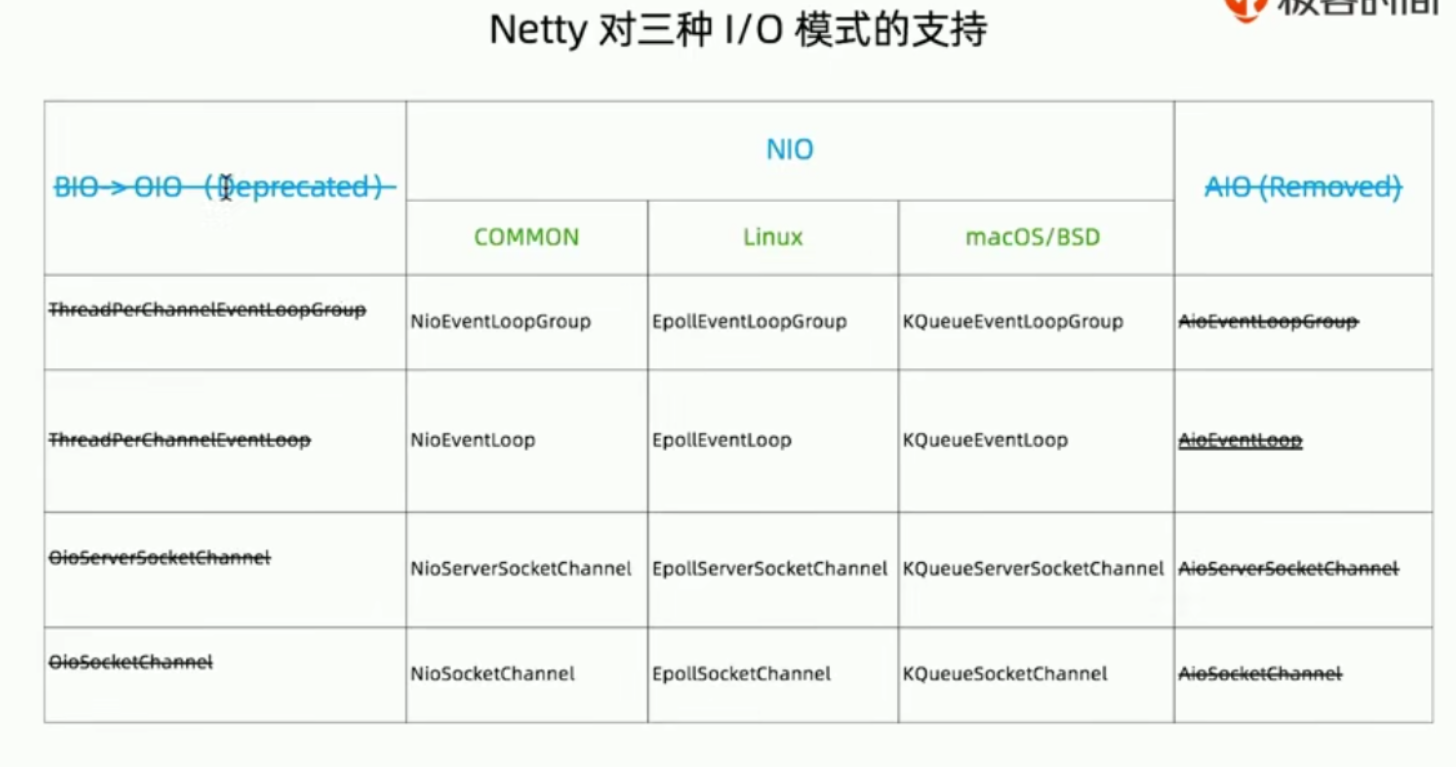 Netty 对三种 I/O 模式的支持
极客时间
BIO -> OIO （Deprecated）
NIO
AIO (Removed)
COMMON
Linux
macOS/BSD
ThreadPerChannelEventLoopGroup
NioEventLoopGroup
EpollEventLoopGroup
KQueueEventLoopGroup
AioEventLoopGroup
ThreadPerChannelEventLoop
NioEventLoop
EpollEventLoop
KQueueEventLoop
AioEventLoop
OioServerSocketChannel
NioServerSocketChannel
EpollServerSocketChannel
KQueueServerSocketChannel
AioServerSocketChannel
OioSocketChannel
NioSocketChannel
EpollSocketChannel
KQueueSocketChannel
AioSocketChannel